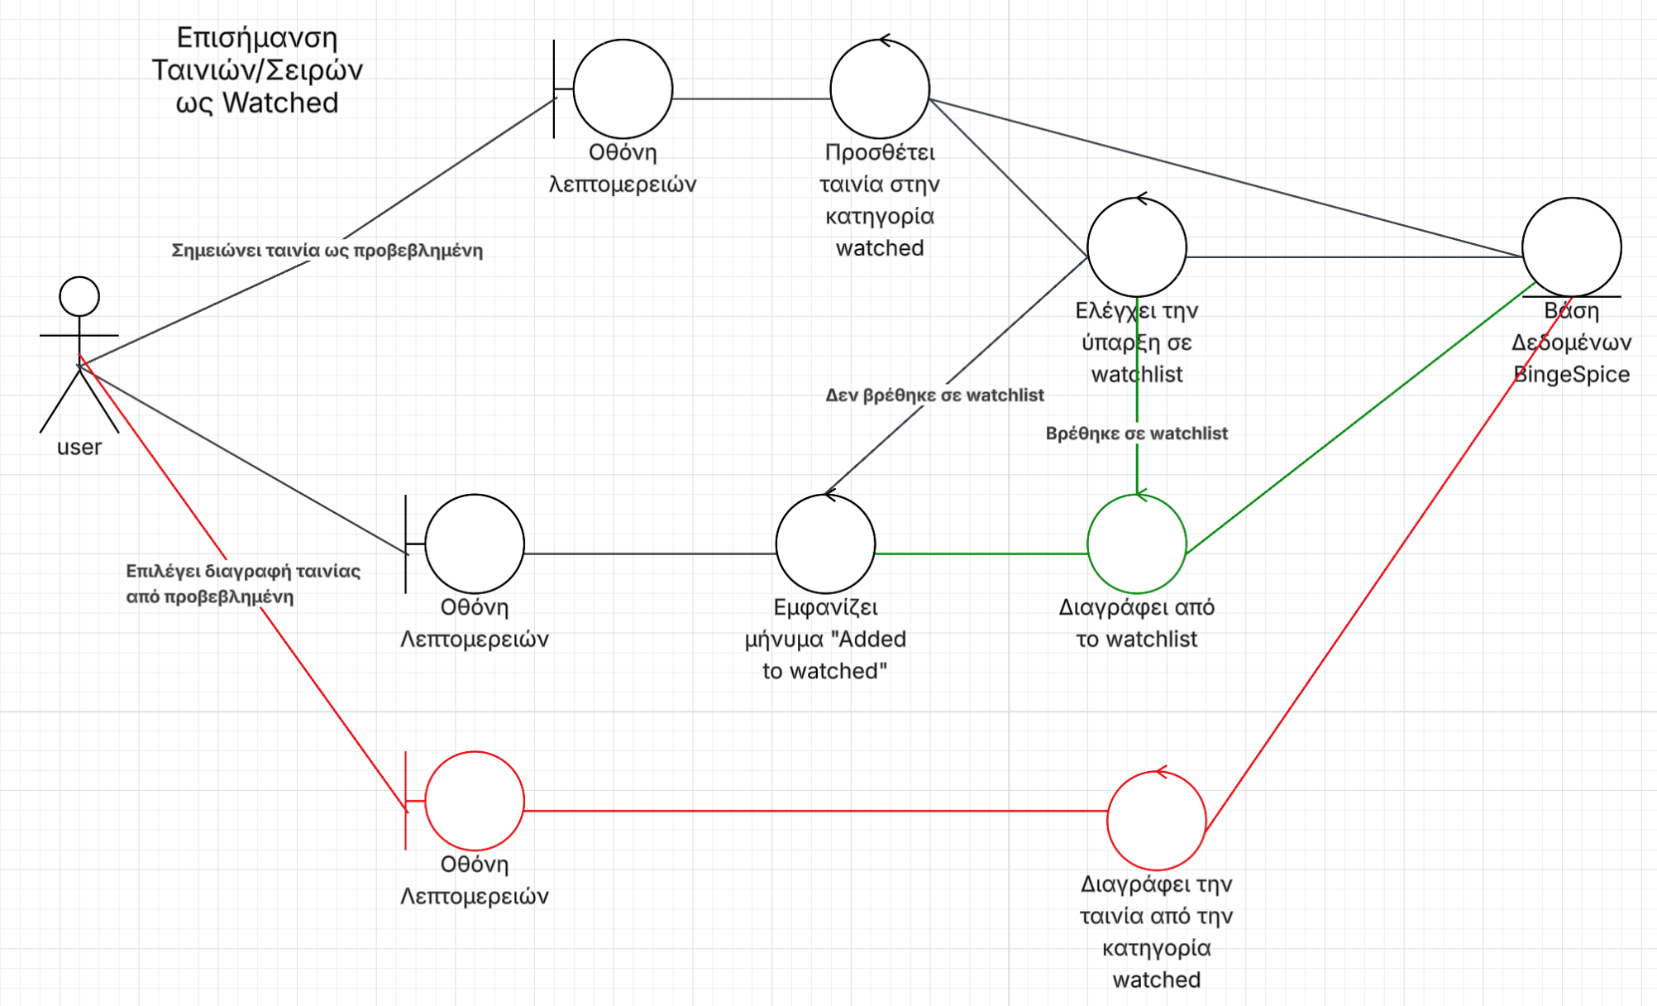 Επισήμανση
Ταινιών/Σειρών
ως Watched
Οθόνη
λεπτομερειών
Προσθέτει
ταινία στην
κατηγορία
watched
Σημειώνει ταινία ως προβεβλημένη
Ελέγχει την
ύπαρξη σε
watchlist
Βάση
Δεδομένων
BingeSpice
user
Δεν βρέθηκε σε watchlist
Βρέθηκε σε watchlist
Επιλέγει διαγραφή ταινίας
από προβεβλημένη
Οθόνη
Λεπτομερειών
Εμφανίζει
μήνυμα "Added
to watched"
Διαγράφει από
το watchlist
Οθόνη
Λεπτομερειών
Διαγράφει την
ταινία από την
κατηγορία
watched